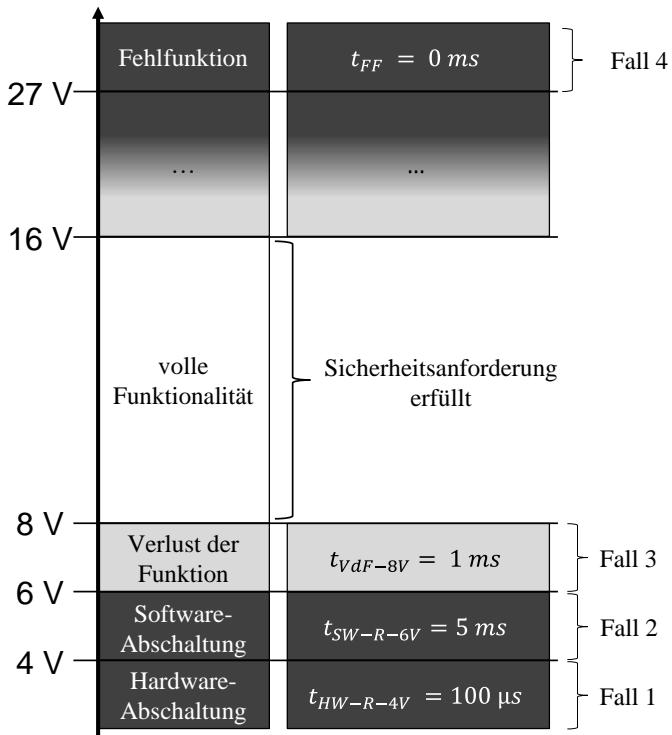 Fehlfunktion
t_FF = 0 ms
Fall 4
27 V
...
...
16 V
volle
Funktionalität
Sicherheitsanforderung
erfüllt
8 V
Verlust der
Funktion
t_VdF−8V = 1 ms
Fall 3
6 V
Software-
Abschaltung
t_SW−R−6V = 5 ms
Fall 2
4 V
Hardware-
Abschaltung
t_HW−R−4V = 100 μs
Fall 1